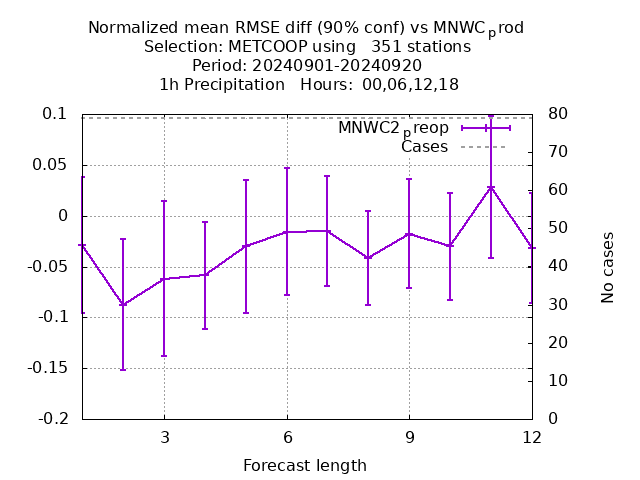 Normalized mean RMSE diff (90% conf) vs MNWCprod
Selection: METCOOP using   351 stations
Period: 20240901-20240920
1h Precipitation   Hours:  00,06,12,18
MNWC2preop
Cases
0.1
0.05
0
-0.05
-0.1
-0.15
-0.2
80
70
60
50
40
30
20
10
0
No cases
3 6 9 12
Forecast length